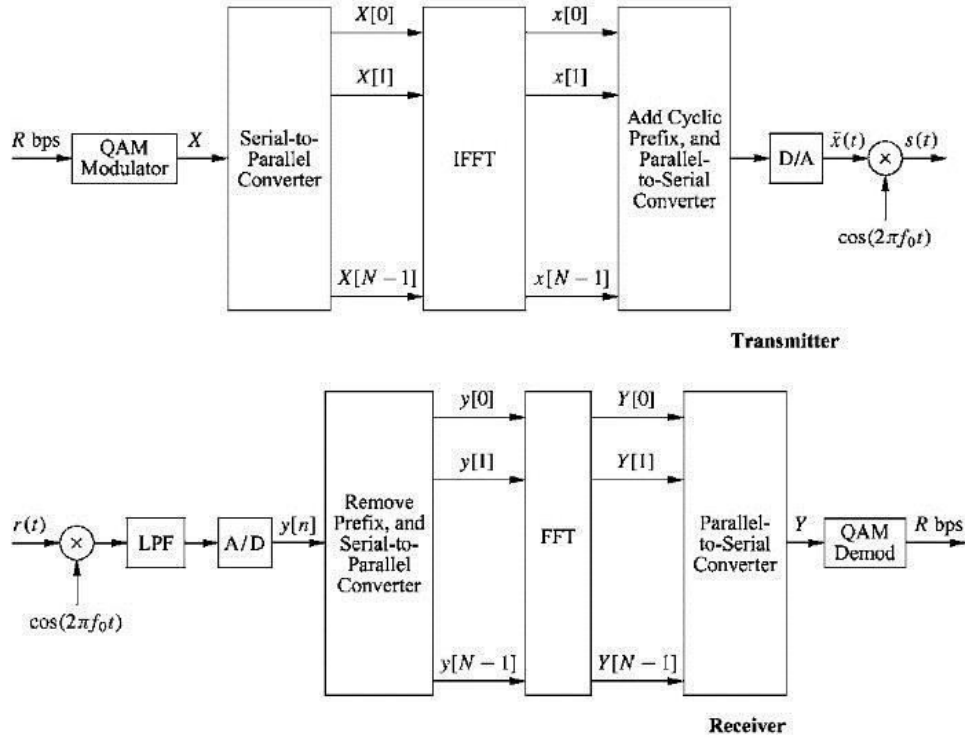 X[0]
x[0]
X[1]
x[1]
R bps
QAM
Modulator
X
Serial-to-
Parallel
Converter
IFFT
Add Cyclic
Prefix, and
Parallel-
to-Serial
Converter
D/A
x̃(t)
×
s(t)
cos(2πf₀t)
X[N − 1]
x[N − 1]
Transmitter
y[0]
Y[0]
y[1]
Y[1]
r(t)
×
LPF
A/D
y[n]
Remove
Prefix, and
Serial-to-
Parallel
Converter
FFT
Parallel-
to-Serial
Converter
Y
QAM
Demod
R bps
cos(2πf₀t)
y[N − 1]
Y[N − 1]
Receiver